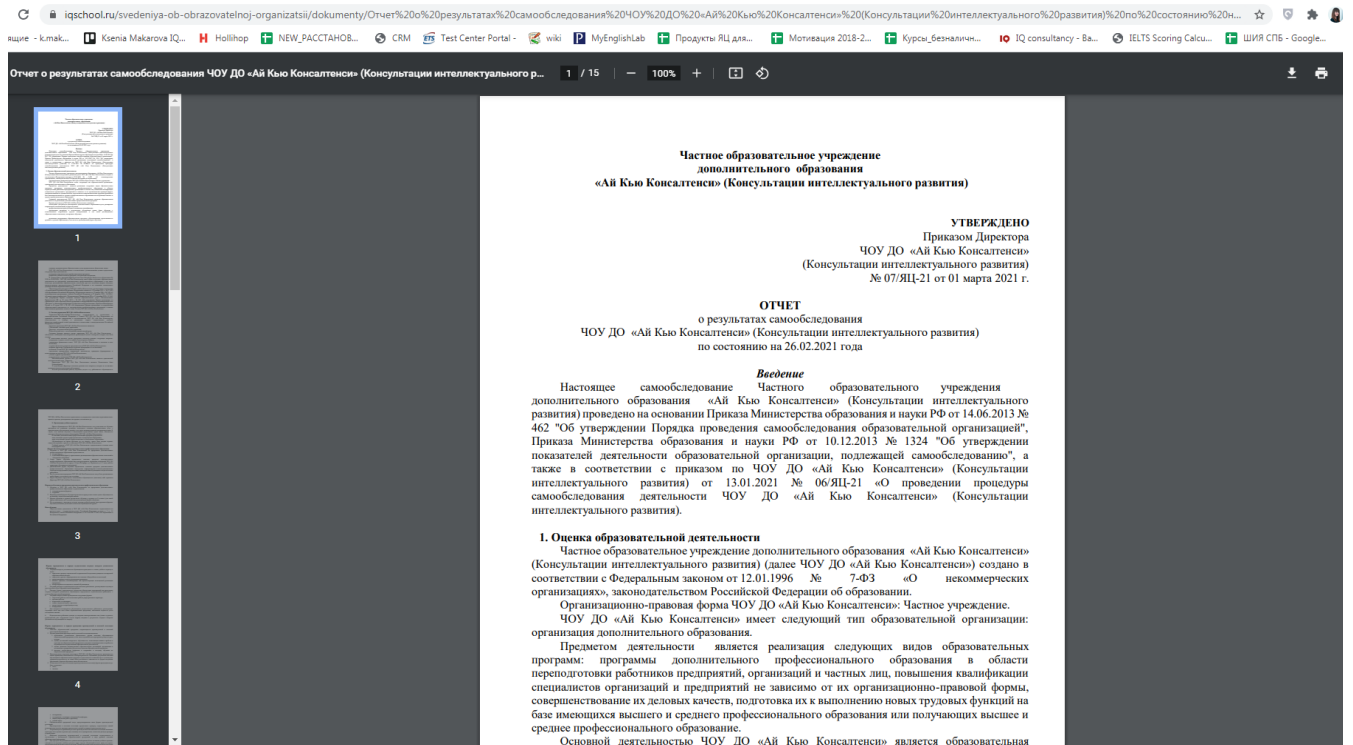 iqschool.ru/svedeniya-ob-obrazovatelnoj-organizatsii/dokumenty/Отчет%20о%20результатах%20самообследования%20ЧОУ%20ДО%20«Ай%20Кью%20Консалтенси»%20(Консультации%20интеллектуального%20развития)%20по%20состоянию%20н...
ящие - k.mak... Ksenia Makarova IQ... Hollihop NEW_РАССТАНОВ... CRM Test Center Portal - wiki MyEnglishLab Продукты ЯЦ для... Мотивация 2018-2... Курсы_безналичн... IQ consultancy - Ba... IELTS Scoring Calcu... ШИЯ СПБ - Google...
Отчет о результатах самообследования ЧОУ ДО «Ай Кью Консалтенси» (Консультации интеллектуального р... 1 / 15 100%
1
2
3
4
Частное образовательное учреждение
дополнительного образования
«Ай Кью Консалтенси» (Консультации интеллектуального развития)
УТВЕРЖДЕНО
Приказом Директора
ЧОУ ДО «Ай Кью Консалтенси»
(Консультации интеллектуального развития)
№ 07/ЯЦ-21 от 01 марта 2021 г.
ОТЧЕТ
о результатах самообследования
ЧОУ ДО «Ай Кью Консалтенси» (Консультации интеллектуального развития)
по состоянию на 26.02.2021 года
Введение
Настоящее самообследование Частного образовательного учреждения
дополнительного образования «Ай Кью Консалтенси» (Консультации интеллектуального
развития) проведено на основании Приказа Министерства образования и науки РФ от 14.06.2013 №
462 "Об утверждении Порядка проведения самообследования образовательной организацией",
Приказа Министерства образования и науки РФ от 10.12.2013 № 1324 "Об утверждении
показателей деятельности образовательной организации, подлежащей самообследованию", а
также в соответствии с приказом по ЧОУ ДО «Ай Кью Консалтенси» (Консультации
интеллектуального развития) от 13.01.2021 № 06/ЯЦ-21 «О проведении процедуры
самообследования деятельности ЧОУ ДО «Ай Кью Консалтенси» (Консультации
интеллектуального развития).
1. Оценка образовательной деятельности
Частное образовательное учреждение дополнительного образования «Ай Кью Консалтенси»
(Консультации интеллектуального развития) (далее ЧОУ ДО «Ай Кью Консалтенси») создано в
соответствии с Федеральным законом от 12.01.1996 № 7-ФЗ «О некоммерческих
организациях», законодательством Российской Федерации об образовании.
Организационно-правовая форма ЧОУ ДО «Ай Кью Консалтенси»: Частное учреждение.
ЧОУ ДО «Ай Кью Консалтенси» имеет следующий тип образовательной организации:
организация дополнительного образования.
Предметом деятельности является реализация следующих видов образовательных
программ: программы дополнительного профессионального образования в области
переподготовки работников предприятий, организаций и частных лиц, повышения квалификации
специалистов организаций и предприятий не зависимо от их организационно-правовой формы,
совершенствование их деловых качеств, подготовка их к выполнению новых трудовых функций на
базе имеющихся высшего и среднего профессионального образования или получающих высшее и
среднее профессионального образование.
Основной деятельностью ЧОУ ДО «Ай Кью Консалтенси» является образовательная